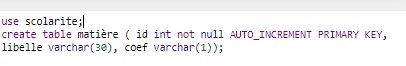 use scolarite;
create table matière ( id int not null AUTO_INCREMENT PRIMARY KEY,
libelle varchar(30), coef varchar(1));